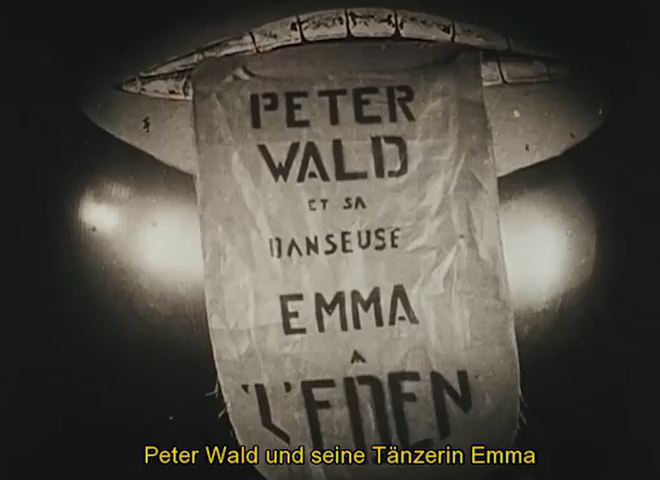 PETER
WALD
ET SA
DANSEUSE
EMMA
A
'L'EDEN'
Peter Wald und seine Tänzerin Emma